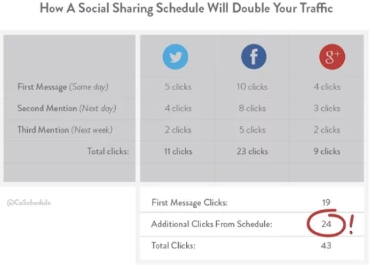 How A Social Sharing Schedule Will Double Your Traffic
g+
First Message (Same day) 5 clicks 10 clicks 4 clicks
Second Mention (Next day) 4 clicks 8 clicks 3 clicks
Third Mention (Next week) 2 clicks 5 clicks 2 clicks
Total clicks: 11 clicks 23 clicks 9 clicks
@CoSchedule
First Message Clicks: 19
Additional Clicks From Schedule: 24 !
Total Clicks: 43